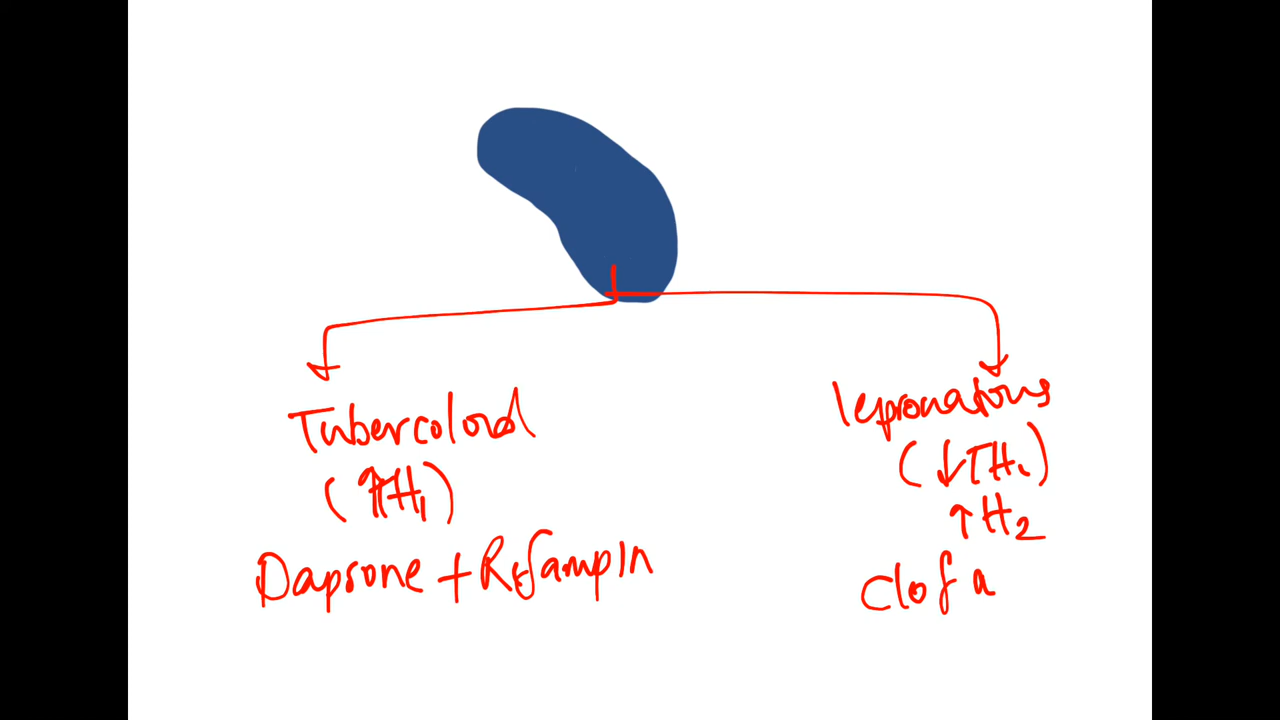 Tubercoloid
(↑TH1)
Dapsone + Rifampin
lepromatous
(↓TH1)
↑H2
clofa